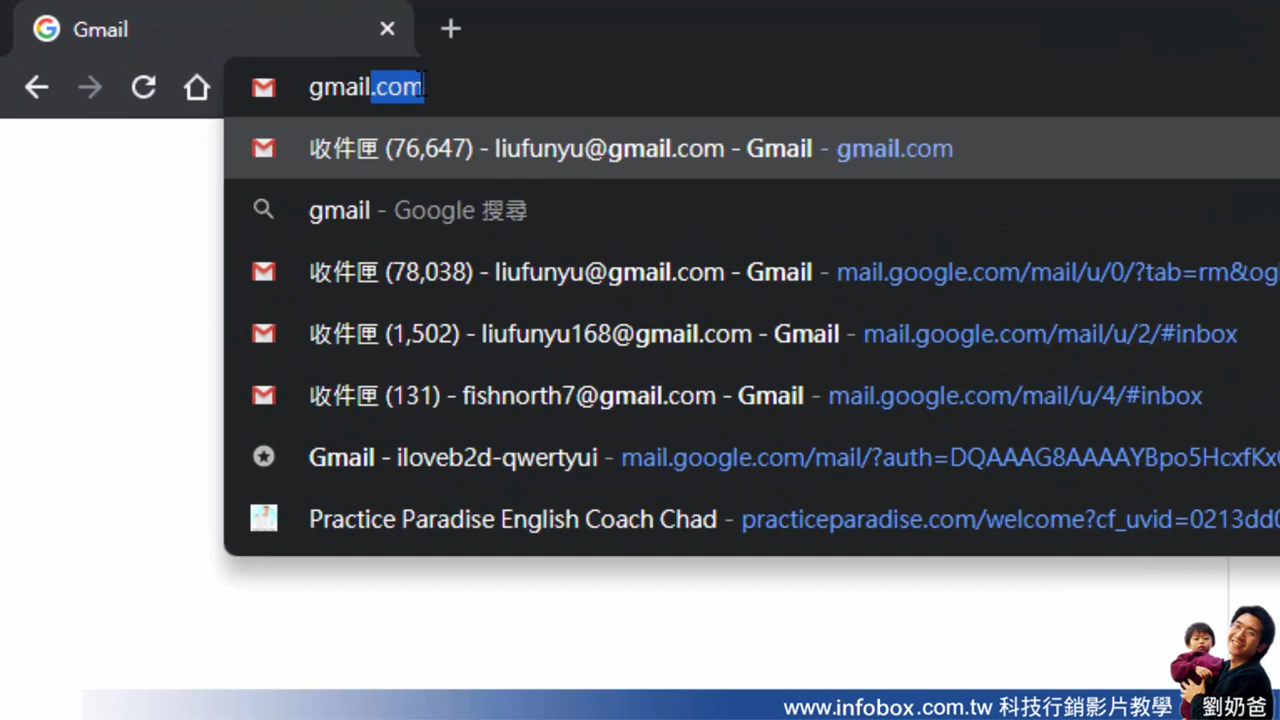 Gmail
gmail.com
收件匣 (76,647) - liufunyu@gmail.com - Gmail - gmail.com
gmail - Google 搜尋
收件匣 (78,038) - liufunyu@gmail.com - Gmail - mail.google.com/mail/u/0/?tab=rm&og
收件匣 (1,502) - liufunyu168@gmail.com - Gmail - mail.google.com/mail/u/2/#inbox
收件匣 (131) - fishnorth7@gmail.com - Gmail - mail.google.com/mail/u/4/#inbox
Gmail - iloveb2d-qwertyui - mail.google.com/mail/?auth=DQAAAG8AAAAYBpo5HcxfKx
Practice Paradise English Coach Chad - practiceparadise.com/welcome?cf_uvid=0213dd0
www.infobox.com.tw 科技行銷影片教學 劉奶爸